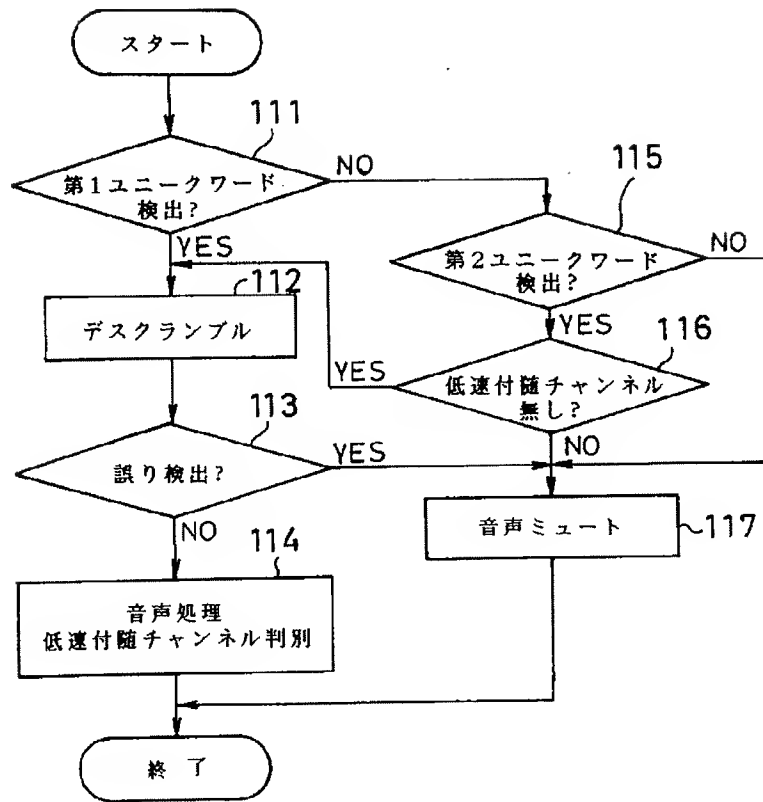 スタート
111
第1ユニークワード
検出?
NO
YES
115
第2ユニークワード
検出?
NO
YES
112
デスクランブル
116
低速付随チャンネル
無し?
YES
NO
113
誤り検出?
YES
NO
音声ミュート
117
114
音声処理
低速付随チャンネル判別
終了